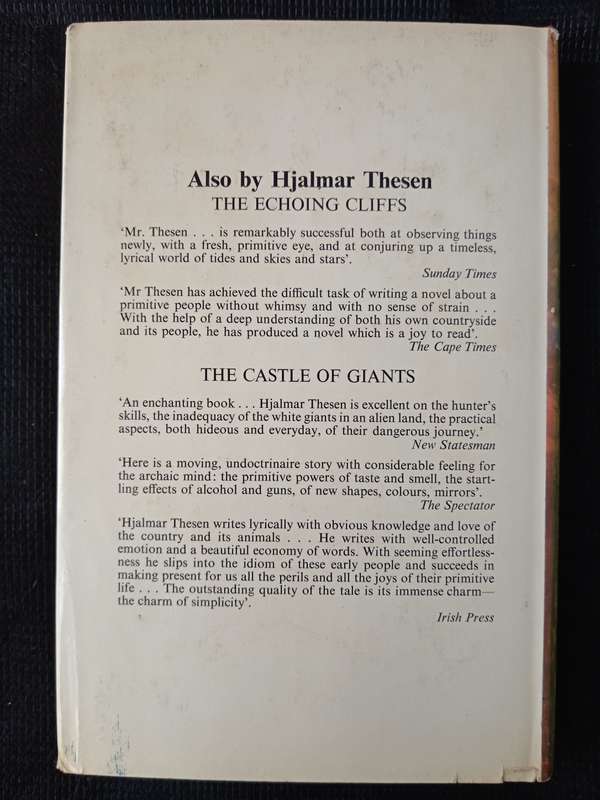 Also by Hjalmar Thesen
THE ECHOING CLIFFS
‘Mr. Thesen . . . is remarkably successful both at observing things
newly, with a fresh, primitive eye, and at conjuring up a timeless,
lyrical world of tides and skies and stars’.
Sunday Times
‘Mr Thesen has achieved the difficult task of writing a novel about a
primitive people without whimsy and with no sense of strain . . .
With the help of a deep understanding of both his own countryside
and its people, he has produced a novel which is a joy to read’.
The Cape Times
THE CASTLE OF GIANTS
‘An enchanting book . . . Hjalmar Thesen is excellent on the hunter’s
skills, the inadequacy of the white giants in an alien land, the practical
aspects, both hideous and everyday, of their dangerous journey.’
New Statesman
‘Here is a moving, undoctrinaire story with considerable feeling for
the archaic mind: the primitive powers of taste and smell, the start-
ling effects of alcohol and guns, of new shapes, colours, mirrors’.
The Spectator
‘Hjalmar Thesen writes lyrically with obvious knowledge and love of
the country and its animals . . . He writes with well-controlled
emotion and a beautiful economy of words. With seeming effortless-
ness he slips into the idiom of these early people and succeeds in
making present for us all the perils and all the joys of their primitive
life . . . The outstanding quality of the tale is its immense charm—
the charm of simplicity’.
Irish Press